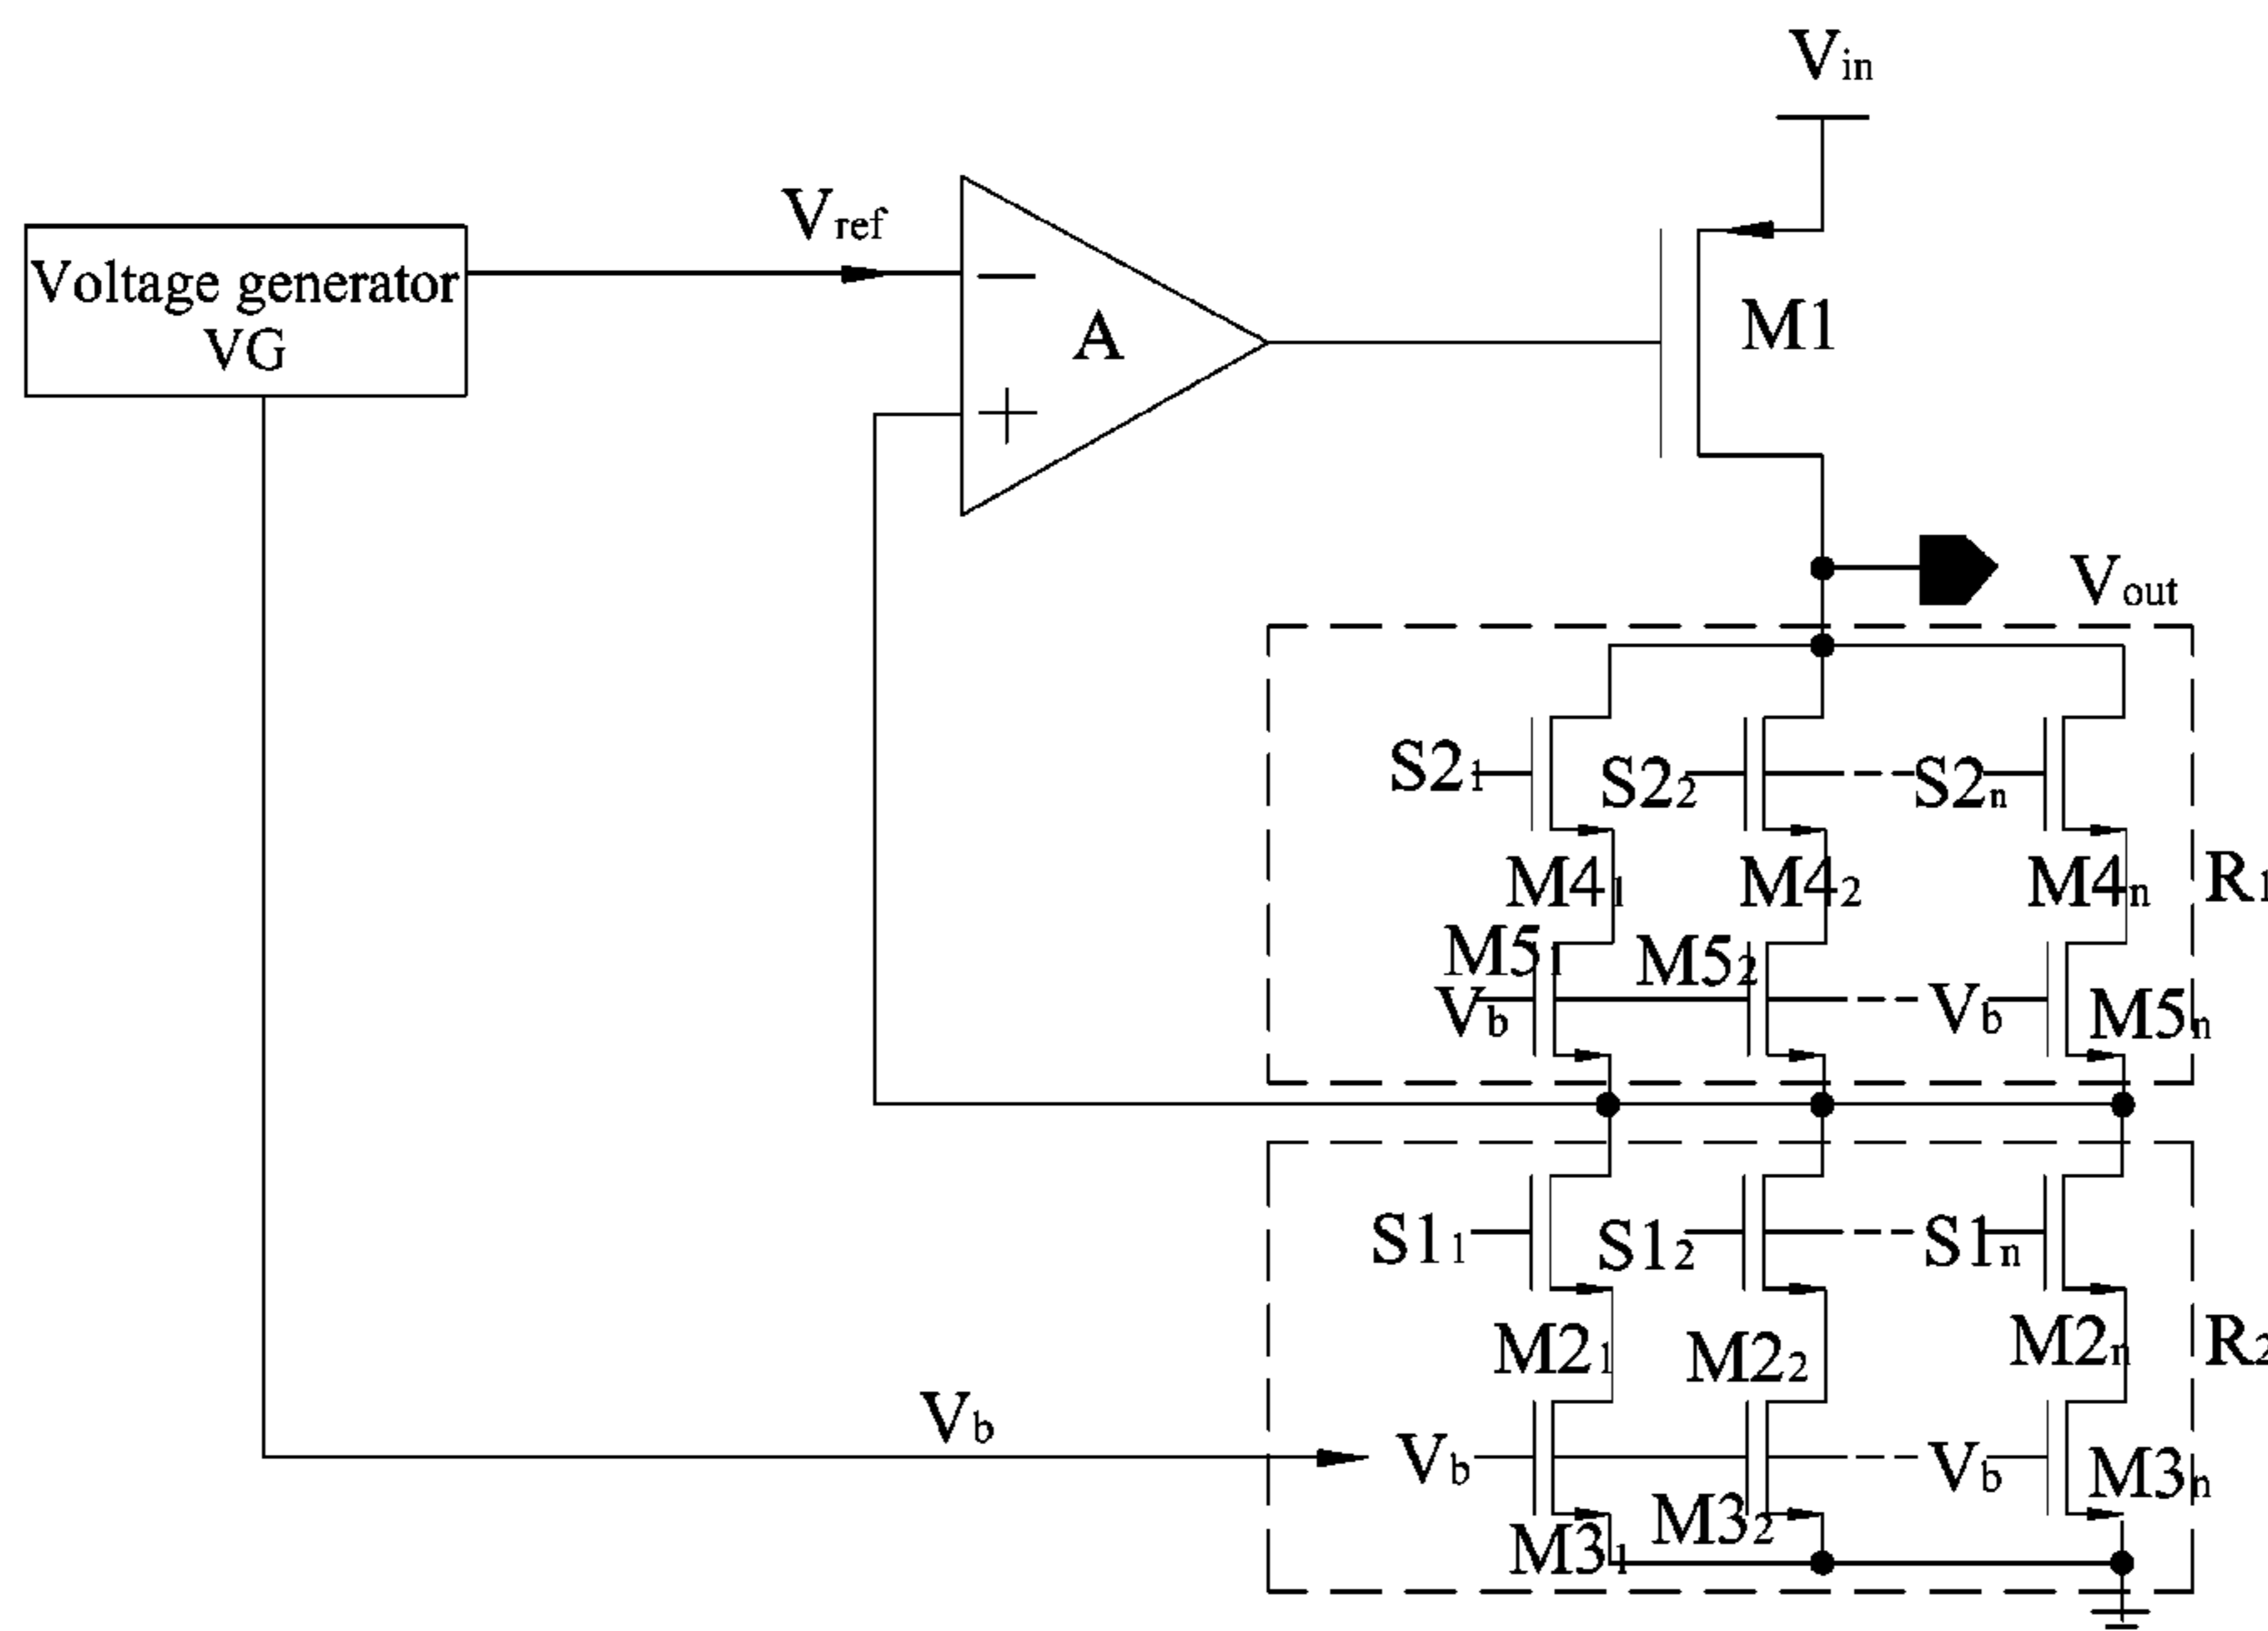 Vin
Vref
Voltage generator
VG
−
A
+
M1
Vout
S21 S22 S2n
M41 M42 M4n R1
M51 M52
Vb Vb M5n
S11 S12 S1n
M21 M22 M2n R2
Vb
Vb Vb M3n
M31 M32